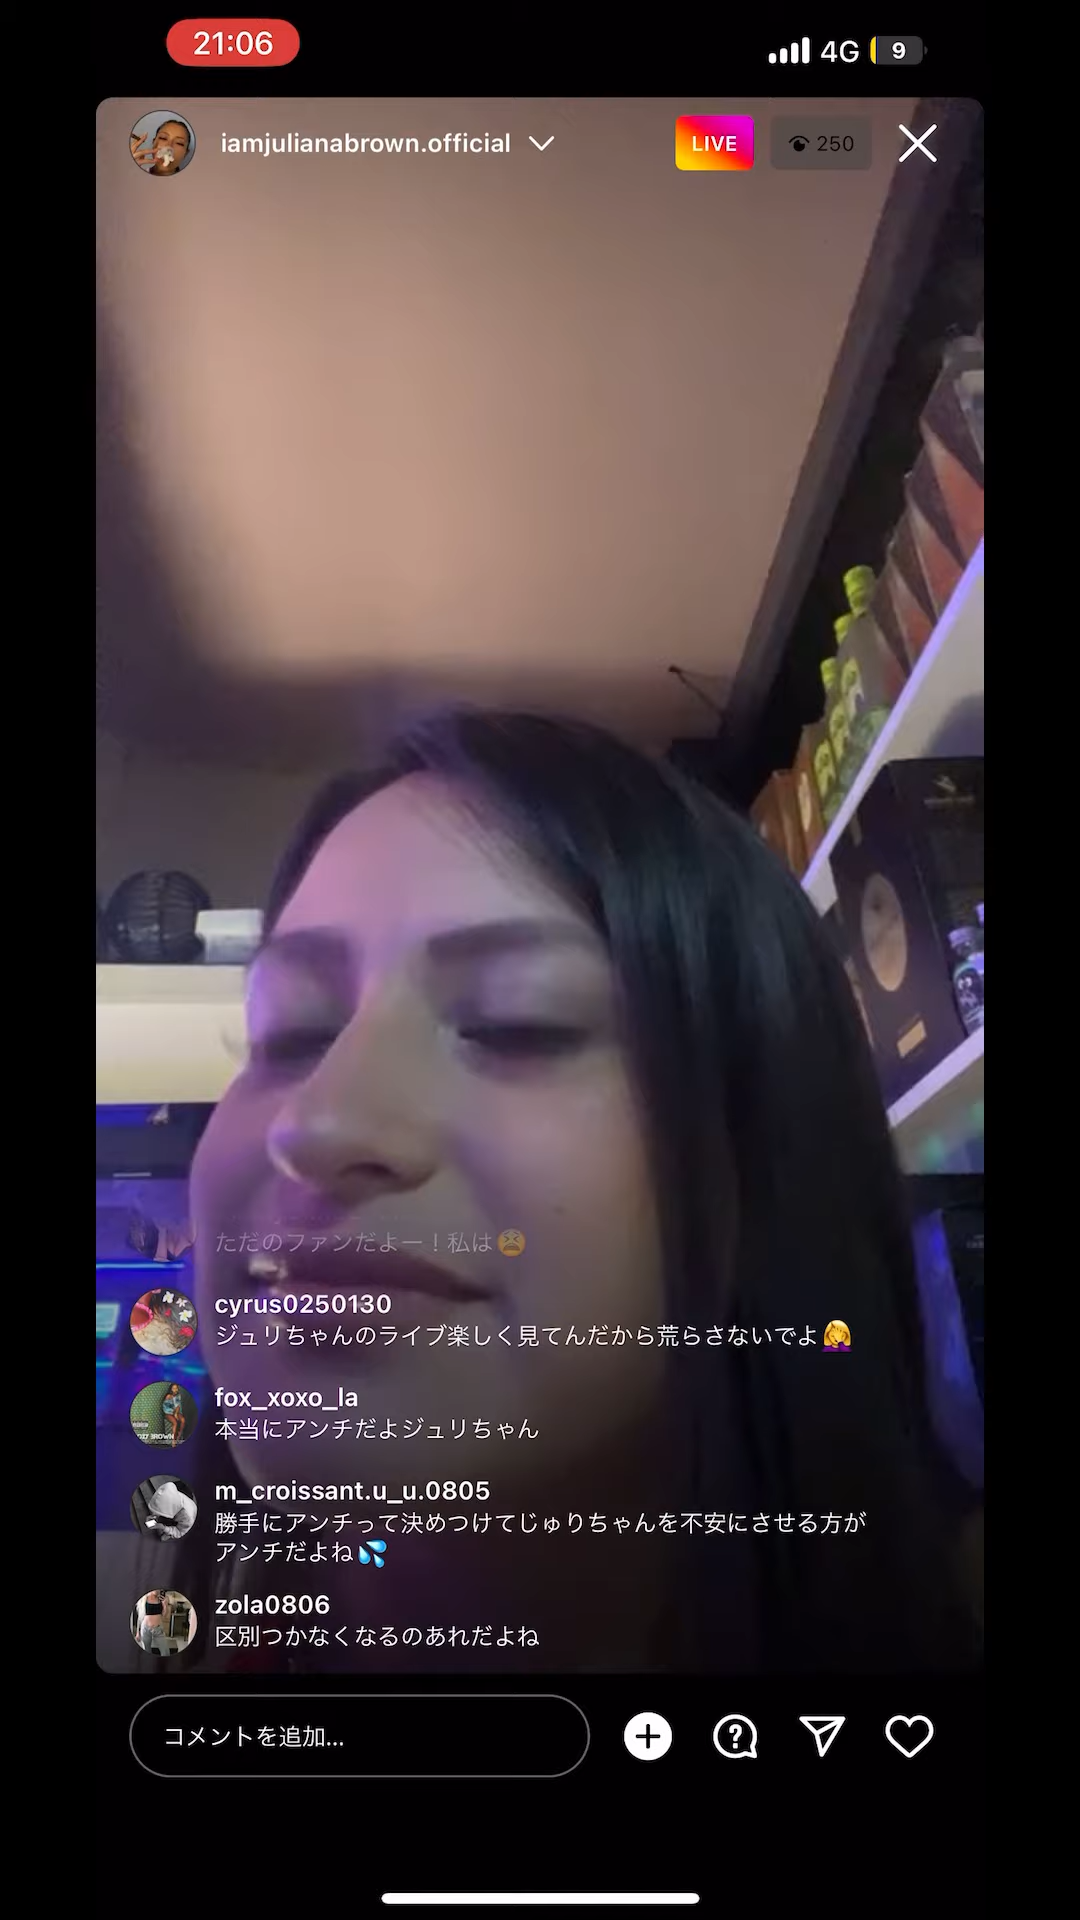 21:06
4G
9
iamjulianabrown.official
LIVE
250
ただのファンだよー！私は😫
cyrus0250130
ジュリちゃんのライブ楽しく見てんだから荒らさないでよ🤦‍♀️
fox_xoxo_la
本当にアンチだよジュリちゃん
m_croissant.u_u.0805
勝手にアンチって決めつけてじゅりちゃんを不安にさせる方が
アンチだよね💦
zola0806
区別つかなくなるのあれだよね
コメントを追加...